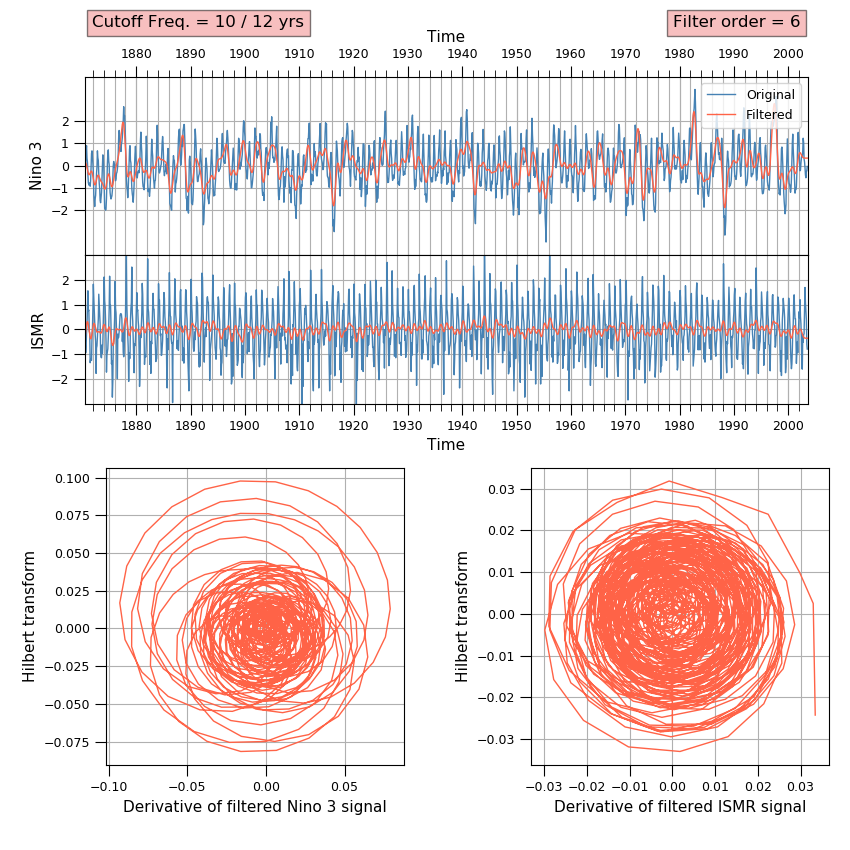 Cutoff Freq. = 10 / 12 yrs
Filter order = 6
Time
1880 1890 1900 1910 1920 1930 1940 1950 1960 1970 1980 1990 2000
Original
Filtered
Nino 3
2
1
0
−1
−2
ISMR
2
1
0
−1
−2
1880 1890 1900 1910 1920 1930 1940 1950 1960 1970 1980 1990 2000
Time
Hilbert transform
0.100
0.075
0.050
0.025
0.000
−0.025
−0.050
−0.075
−0.10 −0.05 0.00 0.05
Derivative of filtered Nino 3 signal
Hilbert transform
0.03
0.02
0.01
0.00
−0.01
−0.02
−0.03
−0.03 −0.02 −0.01 0.00 0.01 0.02 0.03
Derivative of filtered ISMR signal